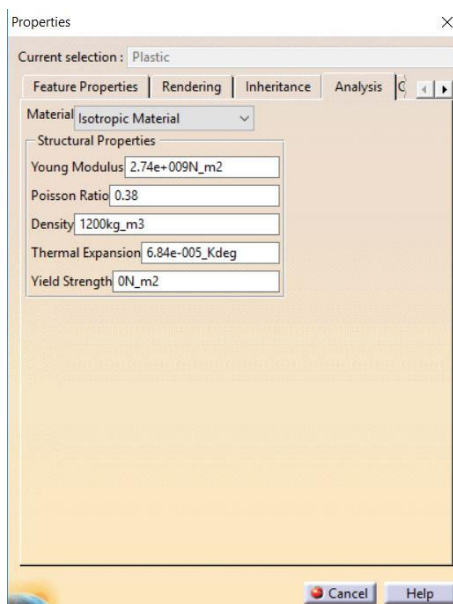 Properties
Current selection : Plastic
Feature Properties Rendering Inheritance Analysis C
Material Isotropic Material
Structural Properties
Young Modulus 2.74e+009N_m2
Poisson Ratio 0.38
Density 1200kg_m3
Thermal Expansion 6.84e-005_Kdeg
Yield Strength 0N_m2
Cancel Help